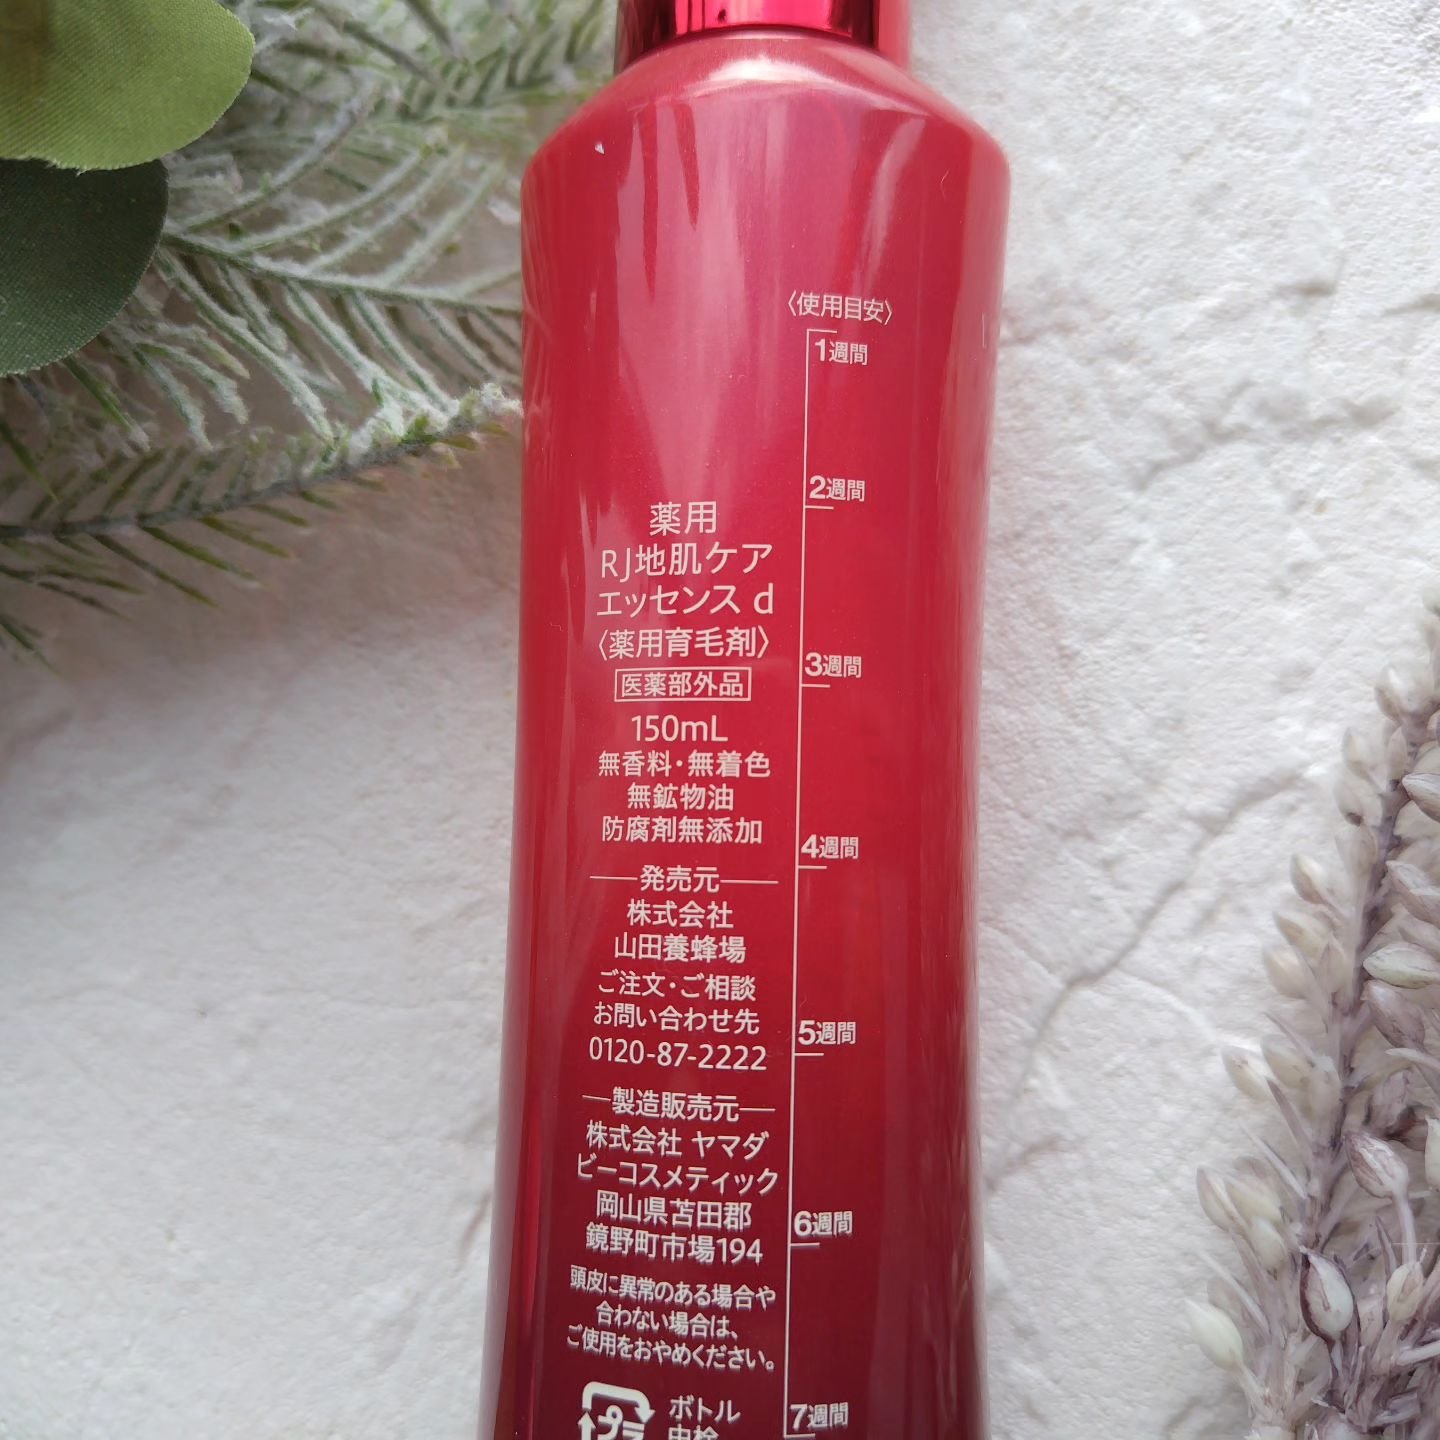 〈使用目安〉
1週間
2週間
3週間
4週間
5週間
6週間
7週間
薬用
RJ地肌ケア
エッセンス d
〈薬用育毛剤〉
医薬部外品
150mL
無香料・無着色
無鉱物油
防腐剤無添加
発売元
株式会社
山田養蜂場
ご注文・ご相談
お問い合わせ先
0120-87-2222
製造販売元
株式会社 ヤマダ
ビーコスメティック
岡山県苫田郡
鏡野町市場194
頭皮に異常のある場合や
合わない場合は、
ご使用をおやめください。
プラ
ボトル
中栓